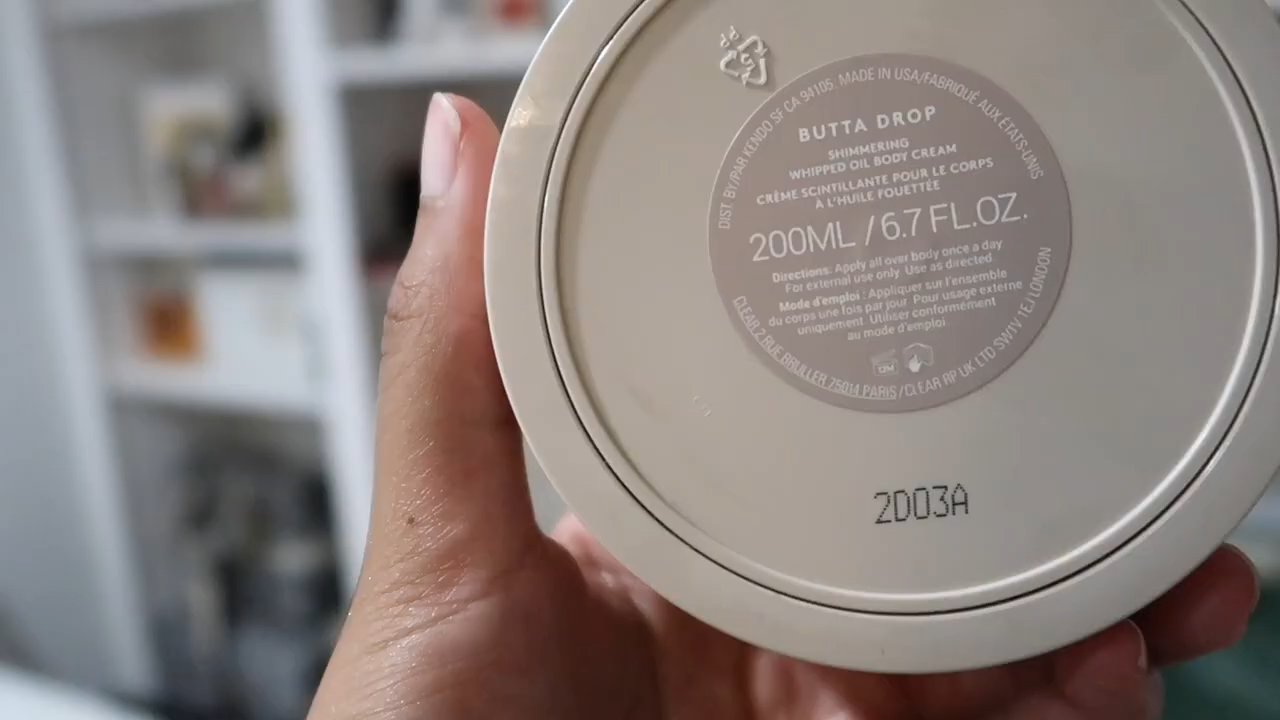 DIST. BY/PAR KENDO SF CA 94105. MADE IN USA/FABRIQUÉ AUX ÉTATS-UNIS
BUTTA DROP
SHIMMERING
WHIPPED OIL BODY CREAM
CRÈME SCINTILLANTE POUR LE CORPS
À L'HUILE FOUETTÉE
200ML / 6.7 FL.OZ.
Directions: Apply all over body once a day
For external use only. Use as directed
Mode d'emploi : Appliquer sur l'ensemble
du corps une fois par jour. Pour usage externe
uniquement. Utiliser conformément
au mode d'emploi.
12M
CLEAR 2 RUE BRULLER 75014 PARIS/CLEAR RP UK LTD SW1V 1EJ LONDON
2D03A